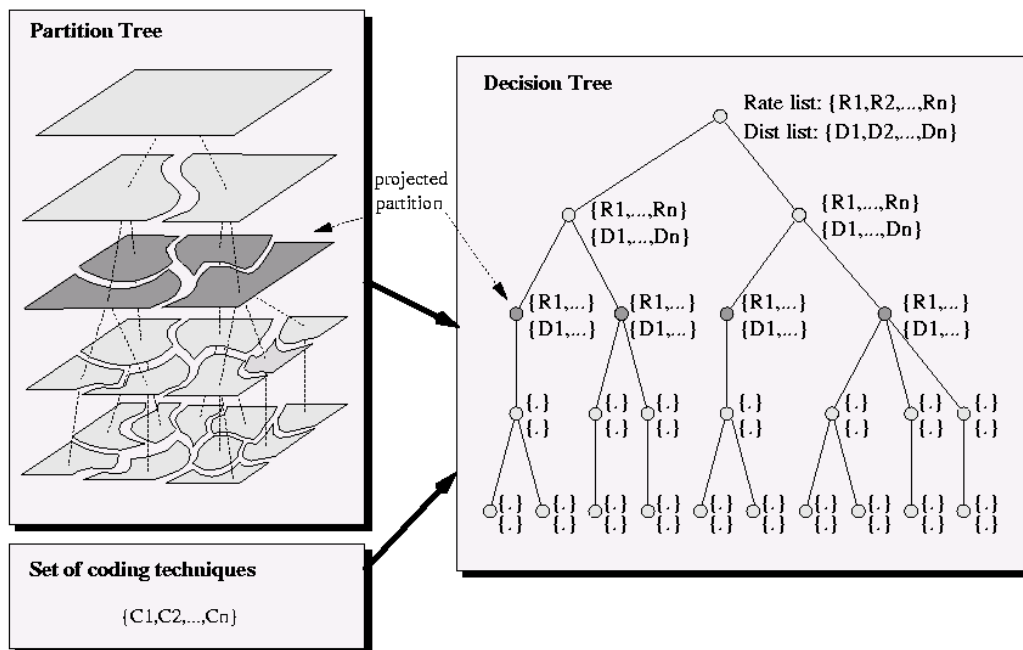 Partition Tree
projected
partition
Set of coding techniques
{C1,C2,...,Cn}
Decision Tree
Rate list: {R1,R2,...,Rn}
Dist list: {D1,D2,...,Dn}
{R1,...,Rn}
{D1,...,Dn}
{R1,...,Rn}
{D1,...,Dn}
{R1,...}
{D1,...}
{R1,...}
{D1,...}
{R1,...}
{D1,...}
{R1,...}
{D1,...}
{.} {.} {.} {.} {.} {.} {.}
{.} {.} {.} {.} {.} {.} {.}
{.} {.} {.} {.} {.} {.} {.} {.} {.} {.}
{.} {.} {.} {.} {.} {.} {.} {.} {.} {.}